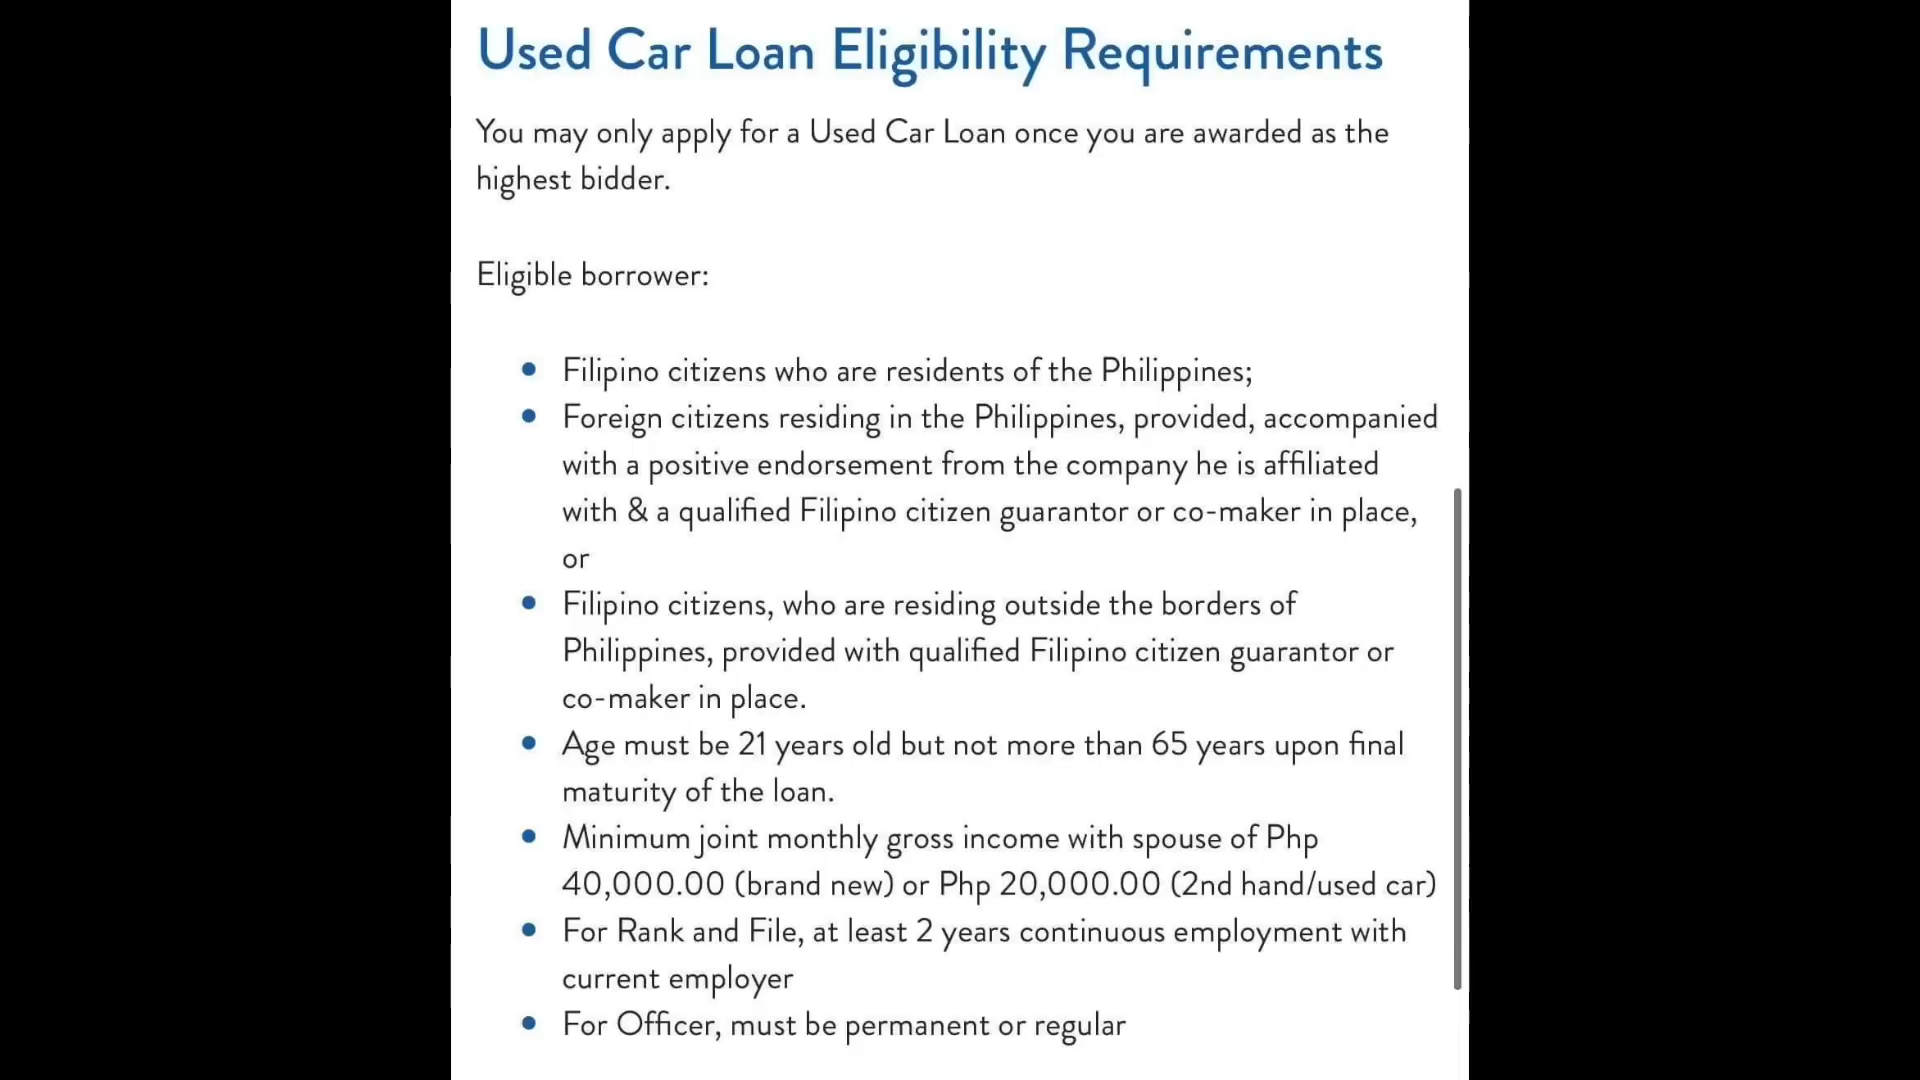 Used Car Loan Eligibility Requirements
You may only apply for a Used Car Loan once you are awarded as the
highest bidder.
Eligible borrower:
• Filipino citizens who are residents of the Philippines;
• Foreign citizens residing in the Philippines, provided, accompanied
with a positive endorsement from the company he is affiliated
with & a qualified Filipino citizen guarantor or co-maker in place,
or
• Filipino citizens, who are residing outside the borders of
Philippines, provided with qualified Filipino citizen guarantor or
co-maker in place.
• Age must be 21 years old but not more than 65 years upon final
maturity of the loan.
• Minimum joint monthly gross income with spouse of Php
40,000.00 (brand new) or Php 20,000.00 (2nd hand/used car)
• For Rank and File, at least 2 years continuous employment with
current employer
• For Officer, must be permanent or regular